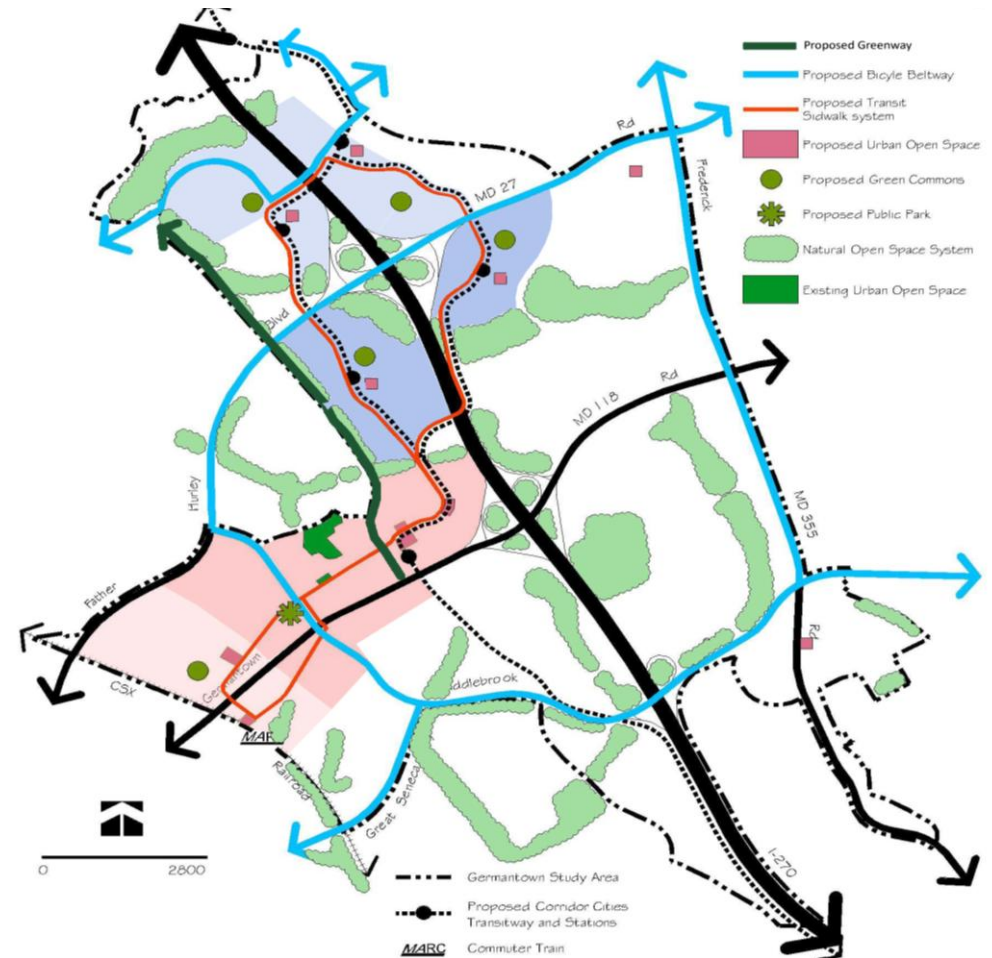 Proposed Greenway
Proposed Bicyle Beltway
Proposed Transit
Sidwalk system
Proposed Urban Open Space
Proposed Green Commons
Proposed Public Park
Natural Open Space System
Existing Urban Open Space
Rd
MD 27
Frederick
Blvd
MD 118
Rd
Hurley
MD 355
Father
Rd
Germantown
CSX
ddlebrook
MAR
Railroad
Great Seneca
I-270
0 2800
Germantown Study Area
Proposed Corridor Cities
Transitway and Stations
MARC Commuter Train